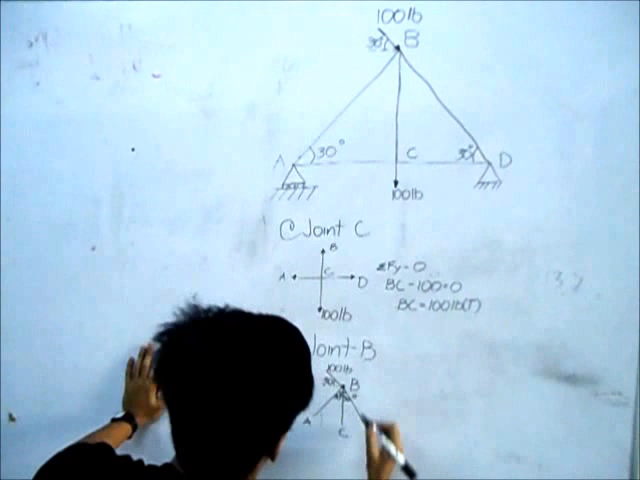 100lb
30° B
A 30° C 30° D
100lb
@ Joint C
B
A C D
100lb
ΣFy = 0
BC - 100 = 0
BC = 100lb(T)
Joint B
100lb
30° B
A C